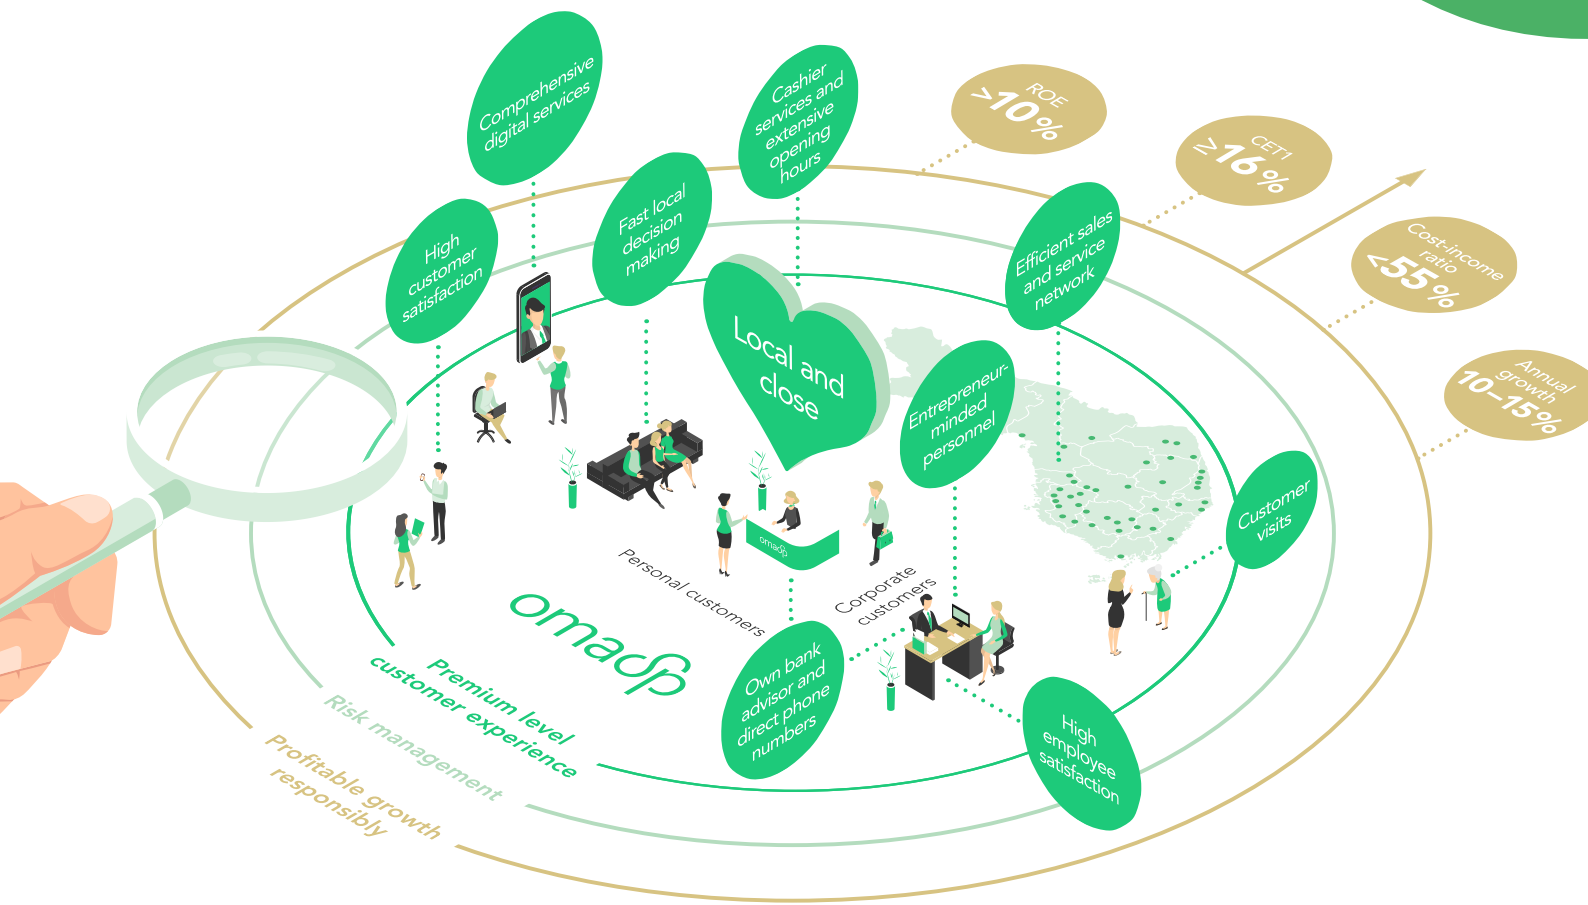 Comprehensive
digital services
Cashier
services and
extensive
opening
hours
ROE
>10%
CET1
≥16%
Cost-income
ratio
<55%
Annual
growth
10–15%
High
customer
satisfaction
Fast local
decision
making
Efficient sales
and service
network
Local and
close
Entrepreneur-
minded
personnel
Customer
visits
omasp
Personal customers
Corporate
customers
omasp
Own bank
advisor and
direct phone
numbers
High
employee
satisfaction
Premium level
customer experience
Risk management
Profitable growth
responsibly